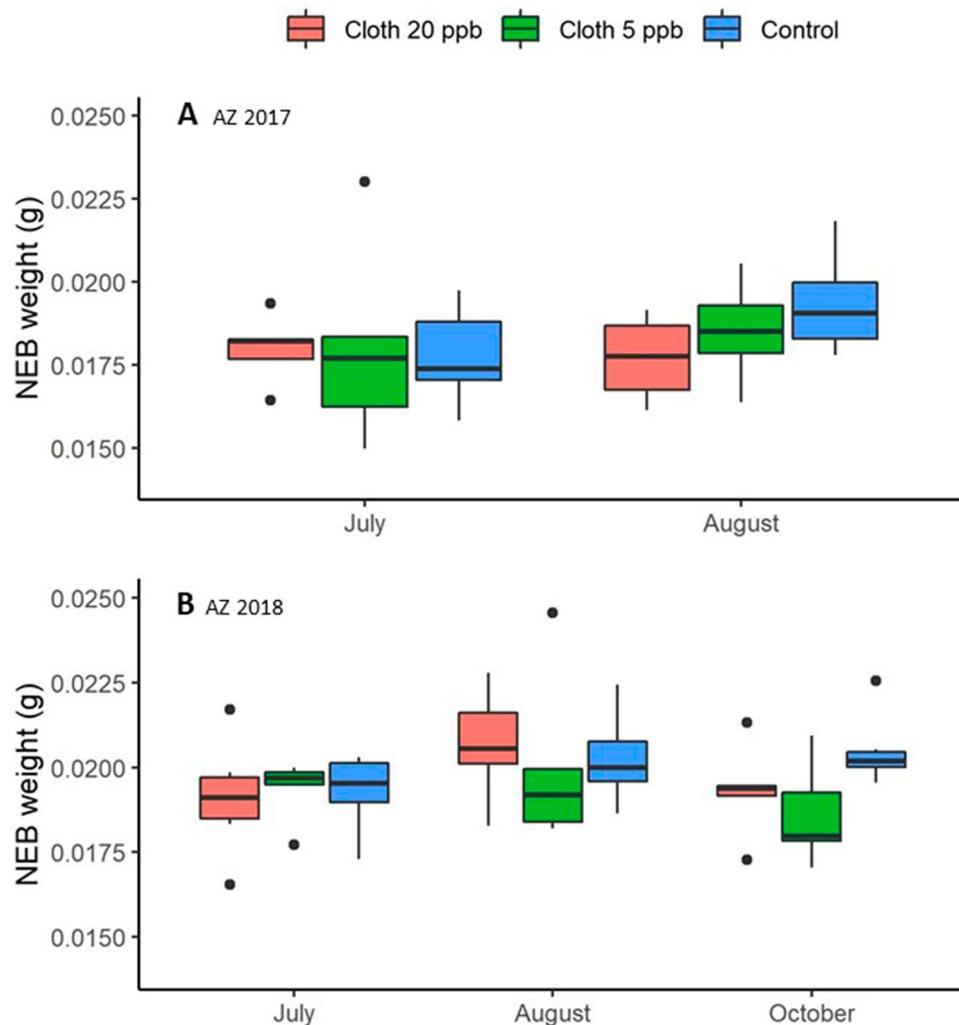 Cloth 20 ppb Cloth 5 ppb Control
A AZ 2017
NEB weight (g)
0.0250
0.0225
0.0200
0.0175
0.0150
July August
B AZ 2018
NEB weight (g)
0.0250
0.0225
0.0200
0.0175
0.0150
July August October